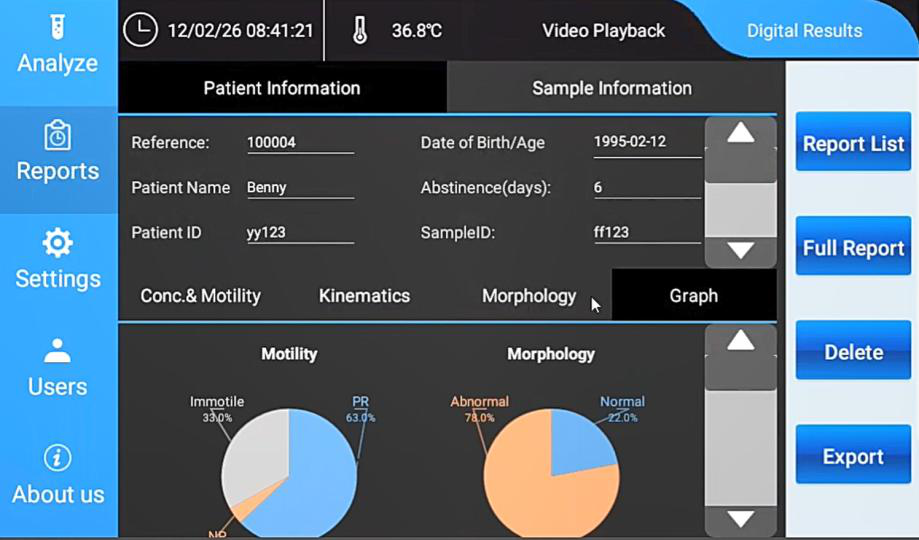 Analyze
Reports
Settings
Users
About us
12/02/26 08:41:21
36.8℃
Video Playback
Digital Results
Patient Information
Sample Information
Reference: 100004
Date of Birth/Age 1995-02-12
Patient Name Benny
Abstinence(days): 6
Patient ID yy123
SampleID: ff123
Conc.& Motility
Kinematics
Morphology
Graph
Motility
Immotile
33.0%
PR
63.0%
NP
Morphology
Abnormal
78.0%
Normal
22.0%
Report List
Full Report
Delete
Export